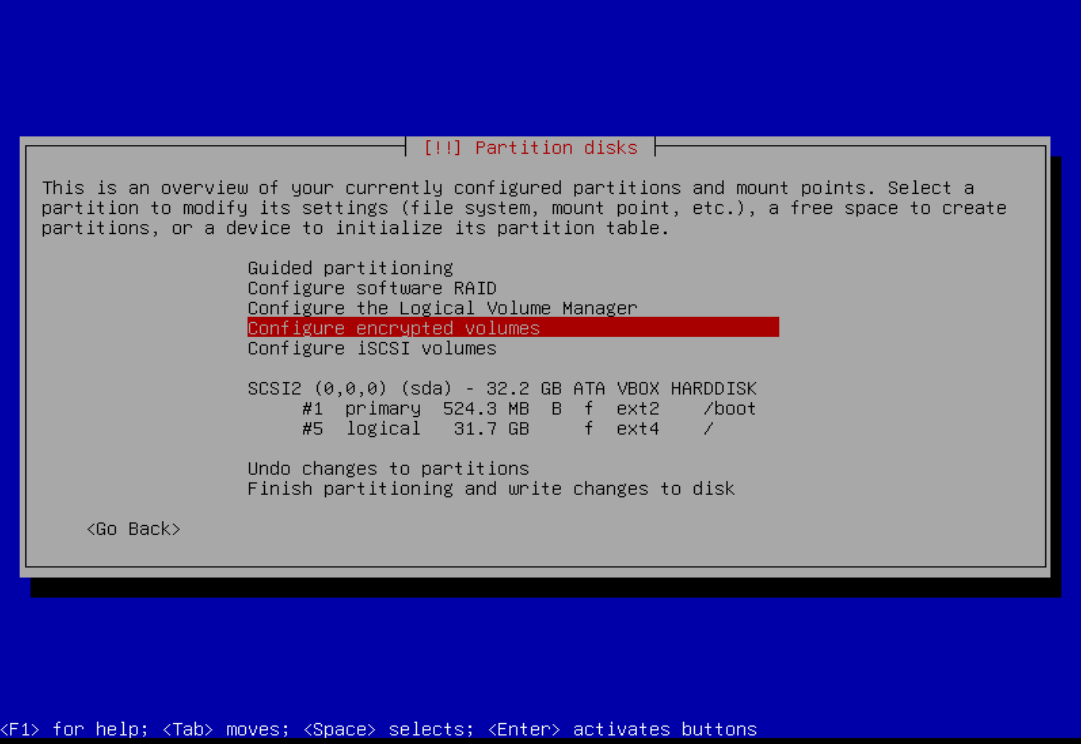 [!!] Partition disks
This is an overview of your currently configured partitions and mount points. Select a
partition to modify its settings (file system, mount point, etc.), a free space to create
partitions, or a device to initialize its partition table.
Guided partitioning
Configure software RAID
Configure the Logical Volume Manager
Configure encrypted volumes
Configure iSCSI volumes
SCSI2 (0,0,0) (sda) - 32.2 GB ATA VBOX HARDDISK
#1 primary 524.3 MB B f ext2 /boot
#5 logical 31.7 GB f ext4 /
Undo changes to partitions
Finish partitioning and write changes to disk
<Go Back>
<F1> for help; <Tab> moves; <Space> selects; <Enter> activates buttons